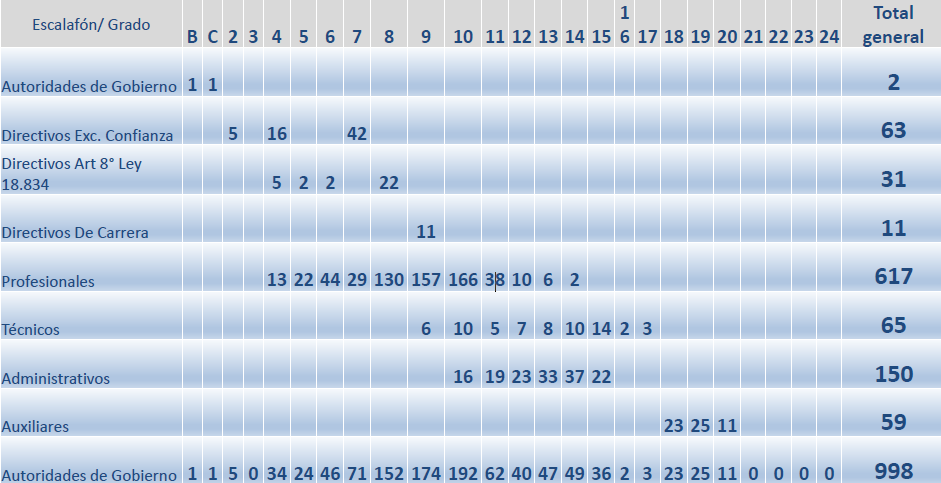 Escalafón/ Grado B C 2 3 4 5 6 7 8 9 10 11 12 13 14 15 16 17 18 19 20 21 22 23 24 Total general
Autoridades de Gobierno 1 1 2
Directivos Exc. Confianza 5 16 42 63
Directivos Art 8° Ley
18.834 5 2 2 22 31
Directivos De Carrera 11 11
Profesionales 13 22 44 29 130 157 166 38 10 6 2 617
Técnicos 6 10 5 7 8 10 14 2 3 65
Administrativos 16 19 23 33 37 22 150
Auxiliares 23 25 11 59
Autoridades de Gobierno 1 1 5 0 34 24 46 71 152 174 192 62 40 47 49 36 2 3 23 25 11 0 0 0 0 998